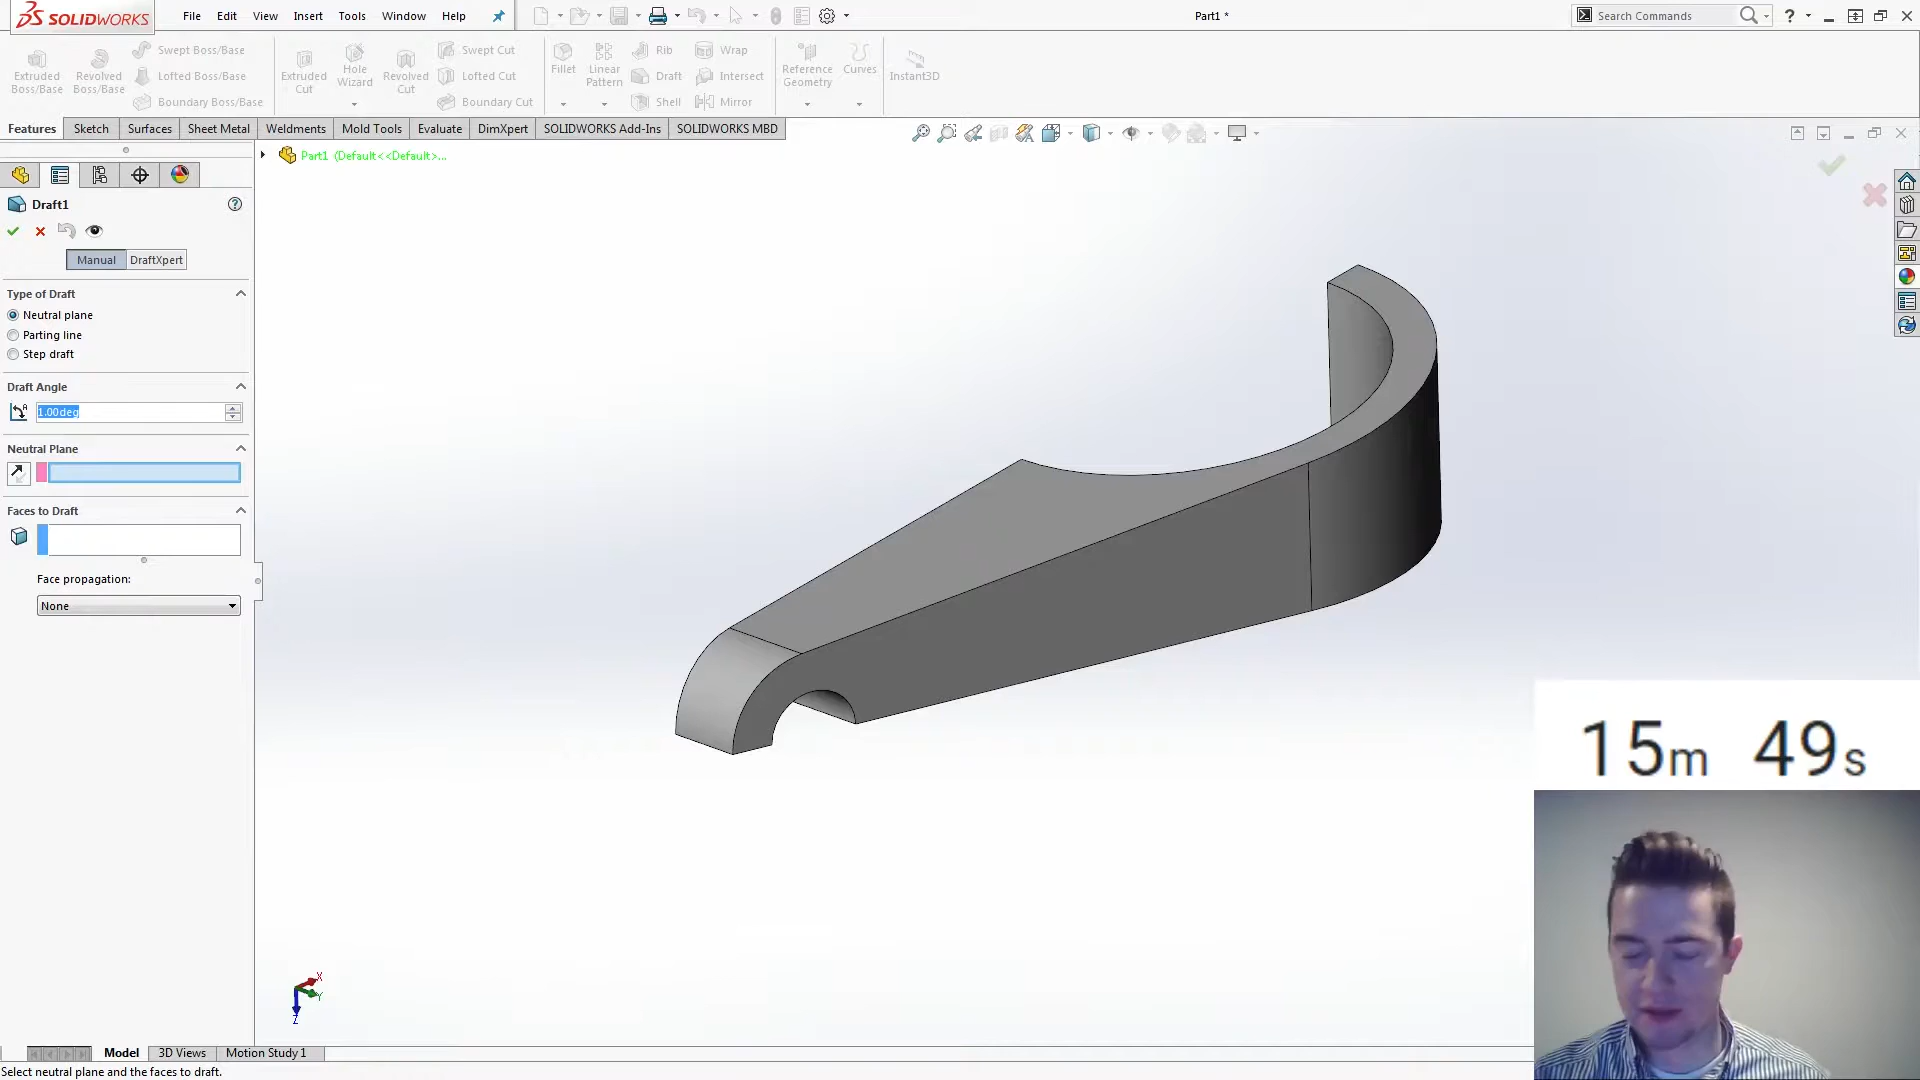 SOLIDWORKS File Edit View Insert Tools Window Help Part1 * Search Commands
Extruded Boss/Base
Revolved Boss/Base
Swept Boss/Base
Lofted Boss/Base
Boundary Boss/Base
Extruded Cut
Hole Wizard
Revolved Cut
Swept Cut
Lofted Cut
Boundary Cut
Fillet
Linear Pattern
Rib
Draft
Shell
Wrap
Intersect
Mirror
Reference Geometry
Curves
Instant3D
Features Sketch Surfaces Sheet Metal Weldments Mold Tools Evaluate DimXpert SOLIDWORKS Add-Ins SOLIDWORKS MBD
Part1 (Default<<Default>...
Draft1
Manual DraftXpert
Type of Draft
Neutral plane
Parting line
Step draft
Draft Angle
1.00deg
Neutral Plane
Faces to Draft
Face propagation:
None
15m 49s
X
Y
Z
Model 3D Views Motion Study 1
Select neutral plane and the faces to draft.